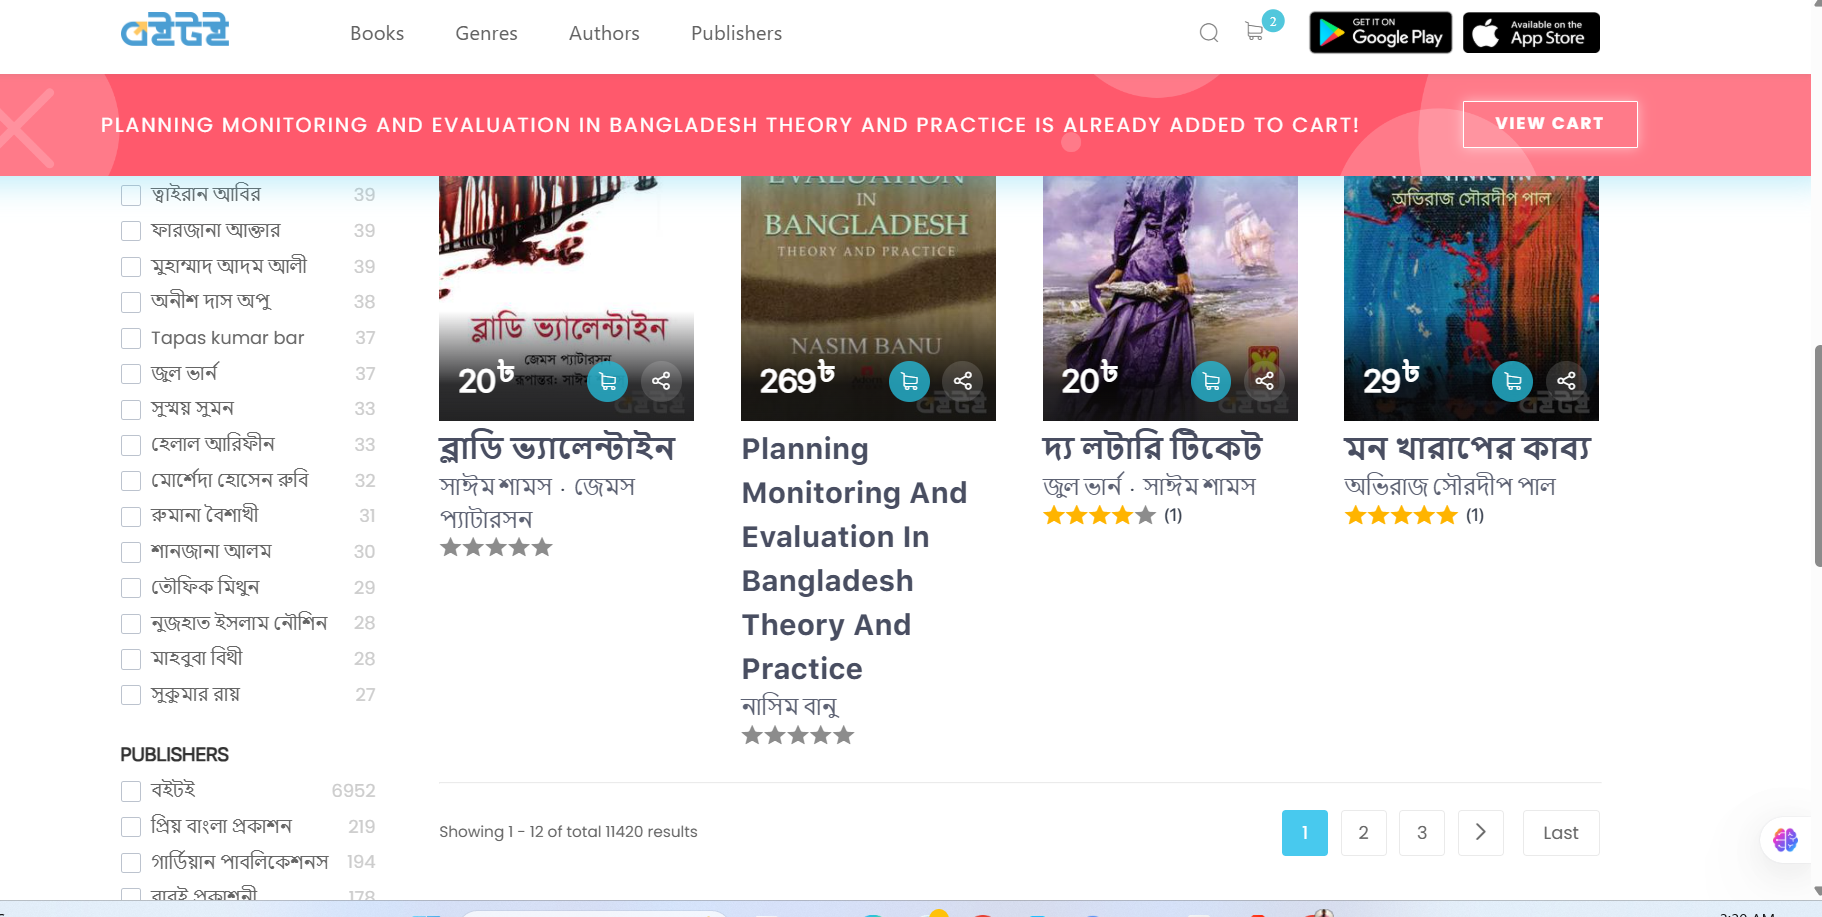 বইটই
Books
Genres
Authors
Publishers
2
GET IT ON
Google Play
Available on the
App Store
PLANNING MONITORING AND EVALUATION IN BANGLADESH THEORY AND PRACTICE IS ALREADY ADDED TO CART!
VIEW CART
ত্বাইরান আবির 39
ফারজানা আক্তার 39
মুহাম্মাদ আদম আলী 39
অনীশ দাস অপু 38
Tapas kumar bar 37
জুল ভার্ন 37
সুস্ময় সুমন 33
হেলাল আরিফীন 33
মোর্শেদা হোসেন রুবি 32
রুমানা বৈশাখী 31
শানজানা আলম 30
তৌফিক মিথুন 29
নুজহাত ইসলাম নৌশিন 28
মাহবুবা বিথী 28
সুকুমার রায় 27
PUBLISHERS
বইটই 6952
প্রিয় বাংলা প্রকাশন 219
গার্ডিয়ান পাবলিকেশনস 194
178
ব্লাডি ভ্যালেন্টাইন
জেমস প্যাটারসন
রূপান্তর:
20৳
বইটই
ব্লাডি ভ্যালেন্টাইন
সাঈম শামস · জেমস
প্যাটারসন
EVALUATION
IN
BANGLADESH
THEORY AND PRACTICE
NASIM BANU
269৳
বইটই
Planning
Monitoring And
Evaluation In
Bangladesh
Theory And
Practice
নাসিম বানু
20৳
বইটই
দ্য লটারি টিকেট
জুল ভার্ন · সাঈম শামস
(1)
অভিরাজ সৌরদীপ পাল
29৳
বইটই
মন খারাপের কাব্য
অভিরাজ সৌরদীপ পাল
(1)
Showing 1 - 12 of total 11420 results
1
2
3
Last